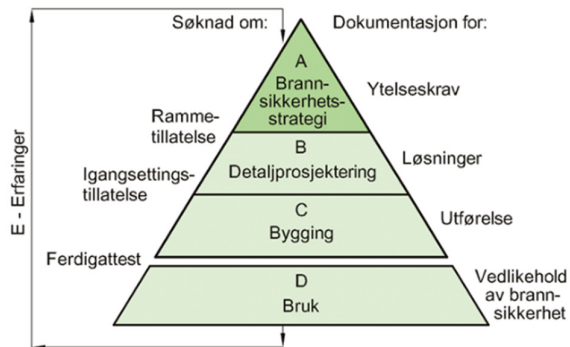 Søknad om:
Dokumentasjon for:
A
Brann-
sikkerhets-
strategi
Ytelseskrav
Ramme-
tillatelse
B
Detaljprosjektering
Løsninger
Igangsettings-
tillatelse
C
Bygging
Utførelse
Ferdigattest
D
Bruk
Vedlikehold
av brann-
sikkerhet
E - Erfaringer